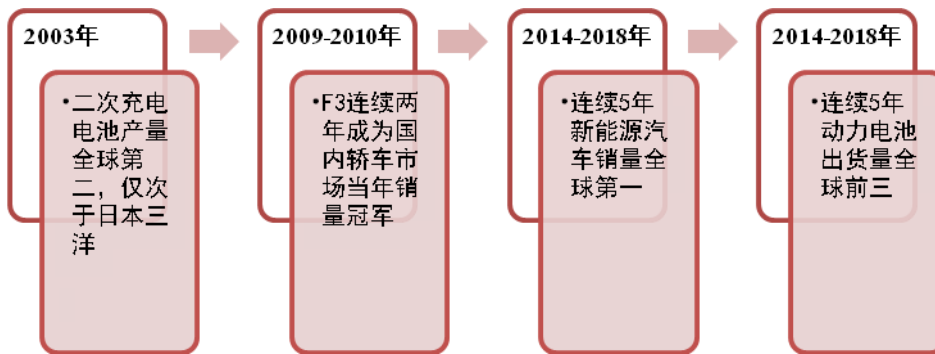 2003年
•二次充电
电池产量
全球第
二，仅次
于日本三
洋
2009-2010年
•F3连续两
年成为国
内轿车市
场当年销
量冠军
2014-2018年
•连续5年
新能源汽
车销量全
球第一
2014-2018年
•连续5年
动力电池
出货量全
球前三